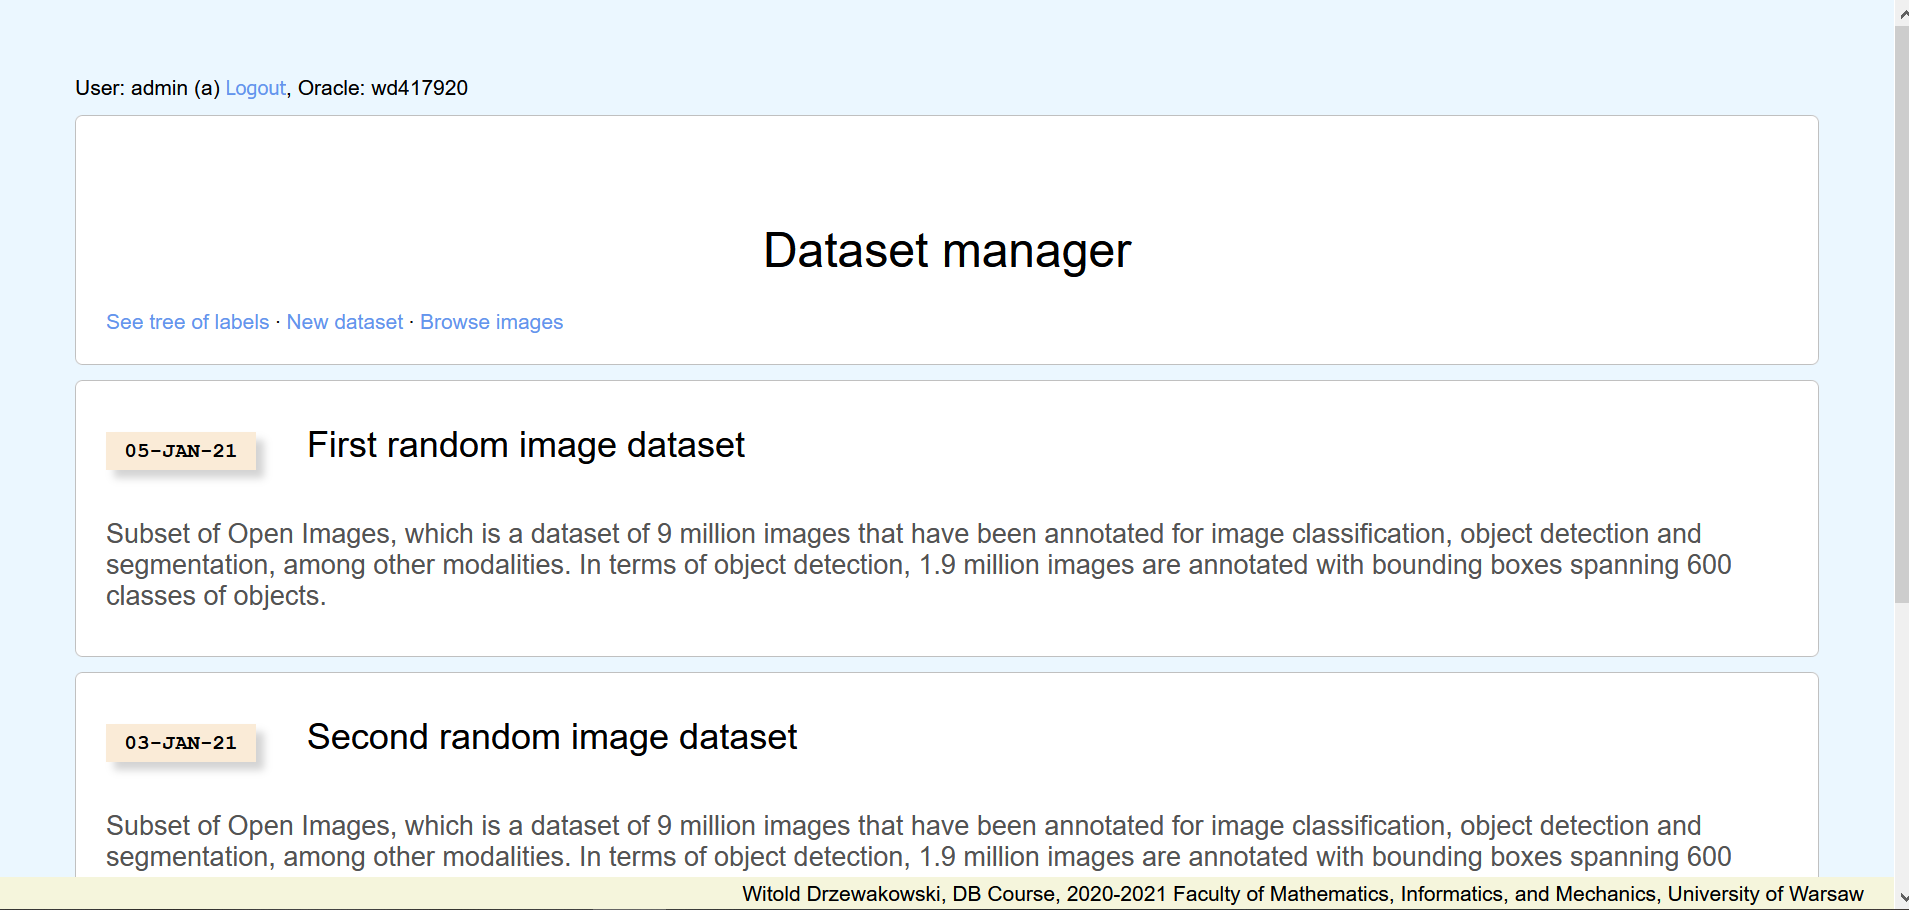 User: admin (a) Logout, Oracle: wd417920
Dataset manager
See tree of labels · New dataset · Browse images
05-JAN-21 First random image dataset
Subset of Open Images, which is a dataset of 9 million images that have been annotated for image classification, object detection and
segmentation, among other modalities. In terms of object detection, 1.9 million images are annotated with bounding boxes spanning 600
classes of objects.
03-JAN-21 Second random image dataset
Subset of Open Images, which is a dataset of 9 million images that have been annotated for image classification, object detection and
segmentation, among other modalities. In terms of object detection, 1.9 million images are annotated with bounding boxes spanning 600
Witold Drzewakowski, DB Course, 2020-2021 Faculty of Mathematics, Informatics, and Mechanics, University of Warsaw